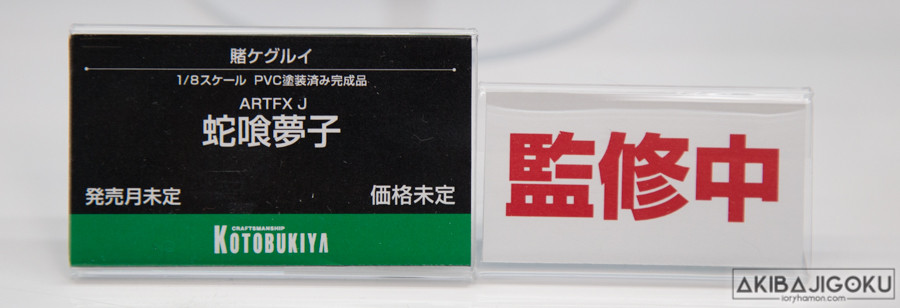 賭ケグルイ
1/8スケール PVC塗装済み完成品
ARTFX J
蛇喰夢子
発売月未定 価格未定
CRAFTSMANSHIP
KOTOBUKIYA
監修中
AKIBAJIGOKU
ioryhamon.com